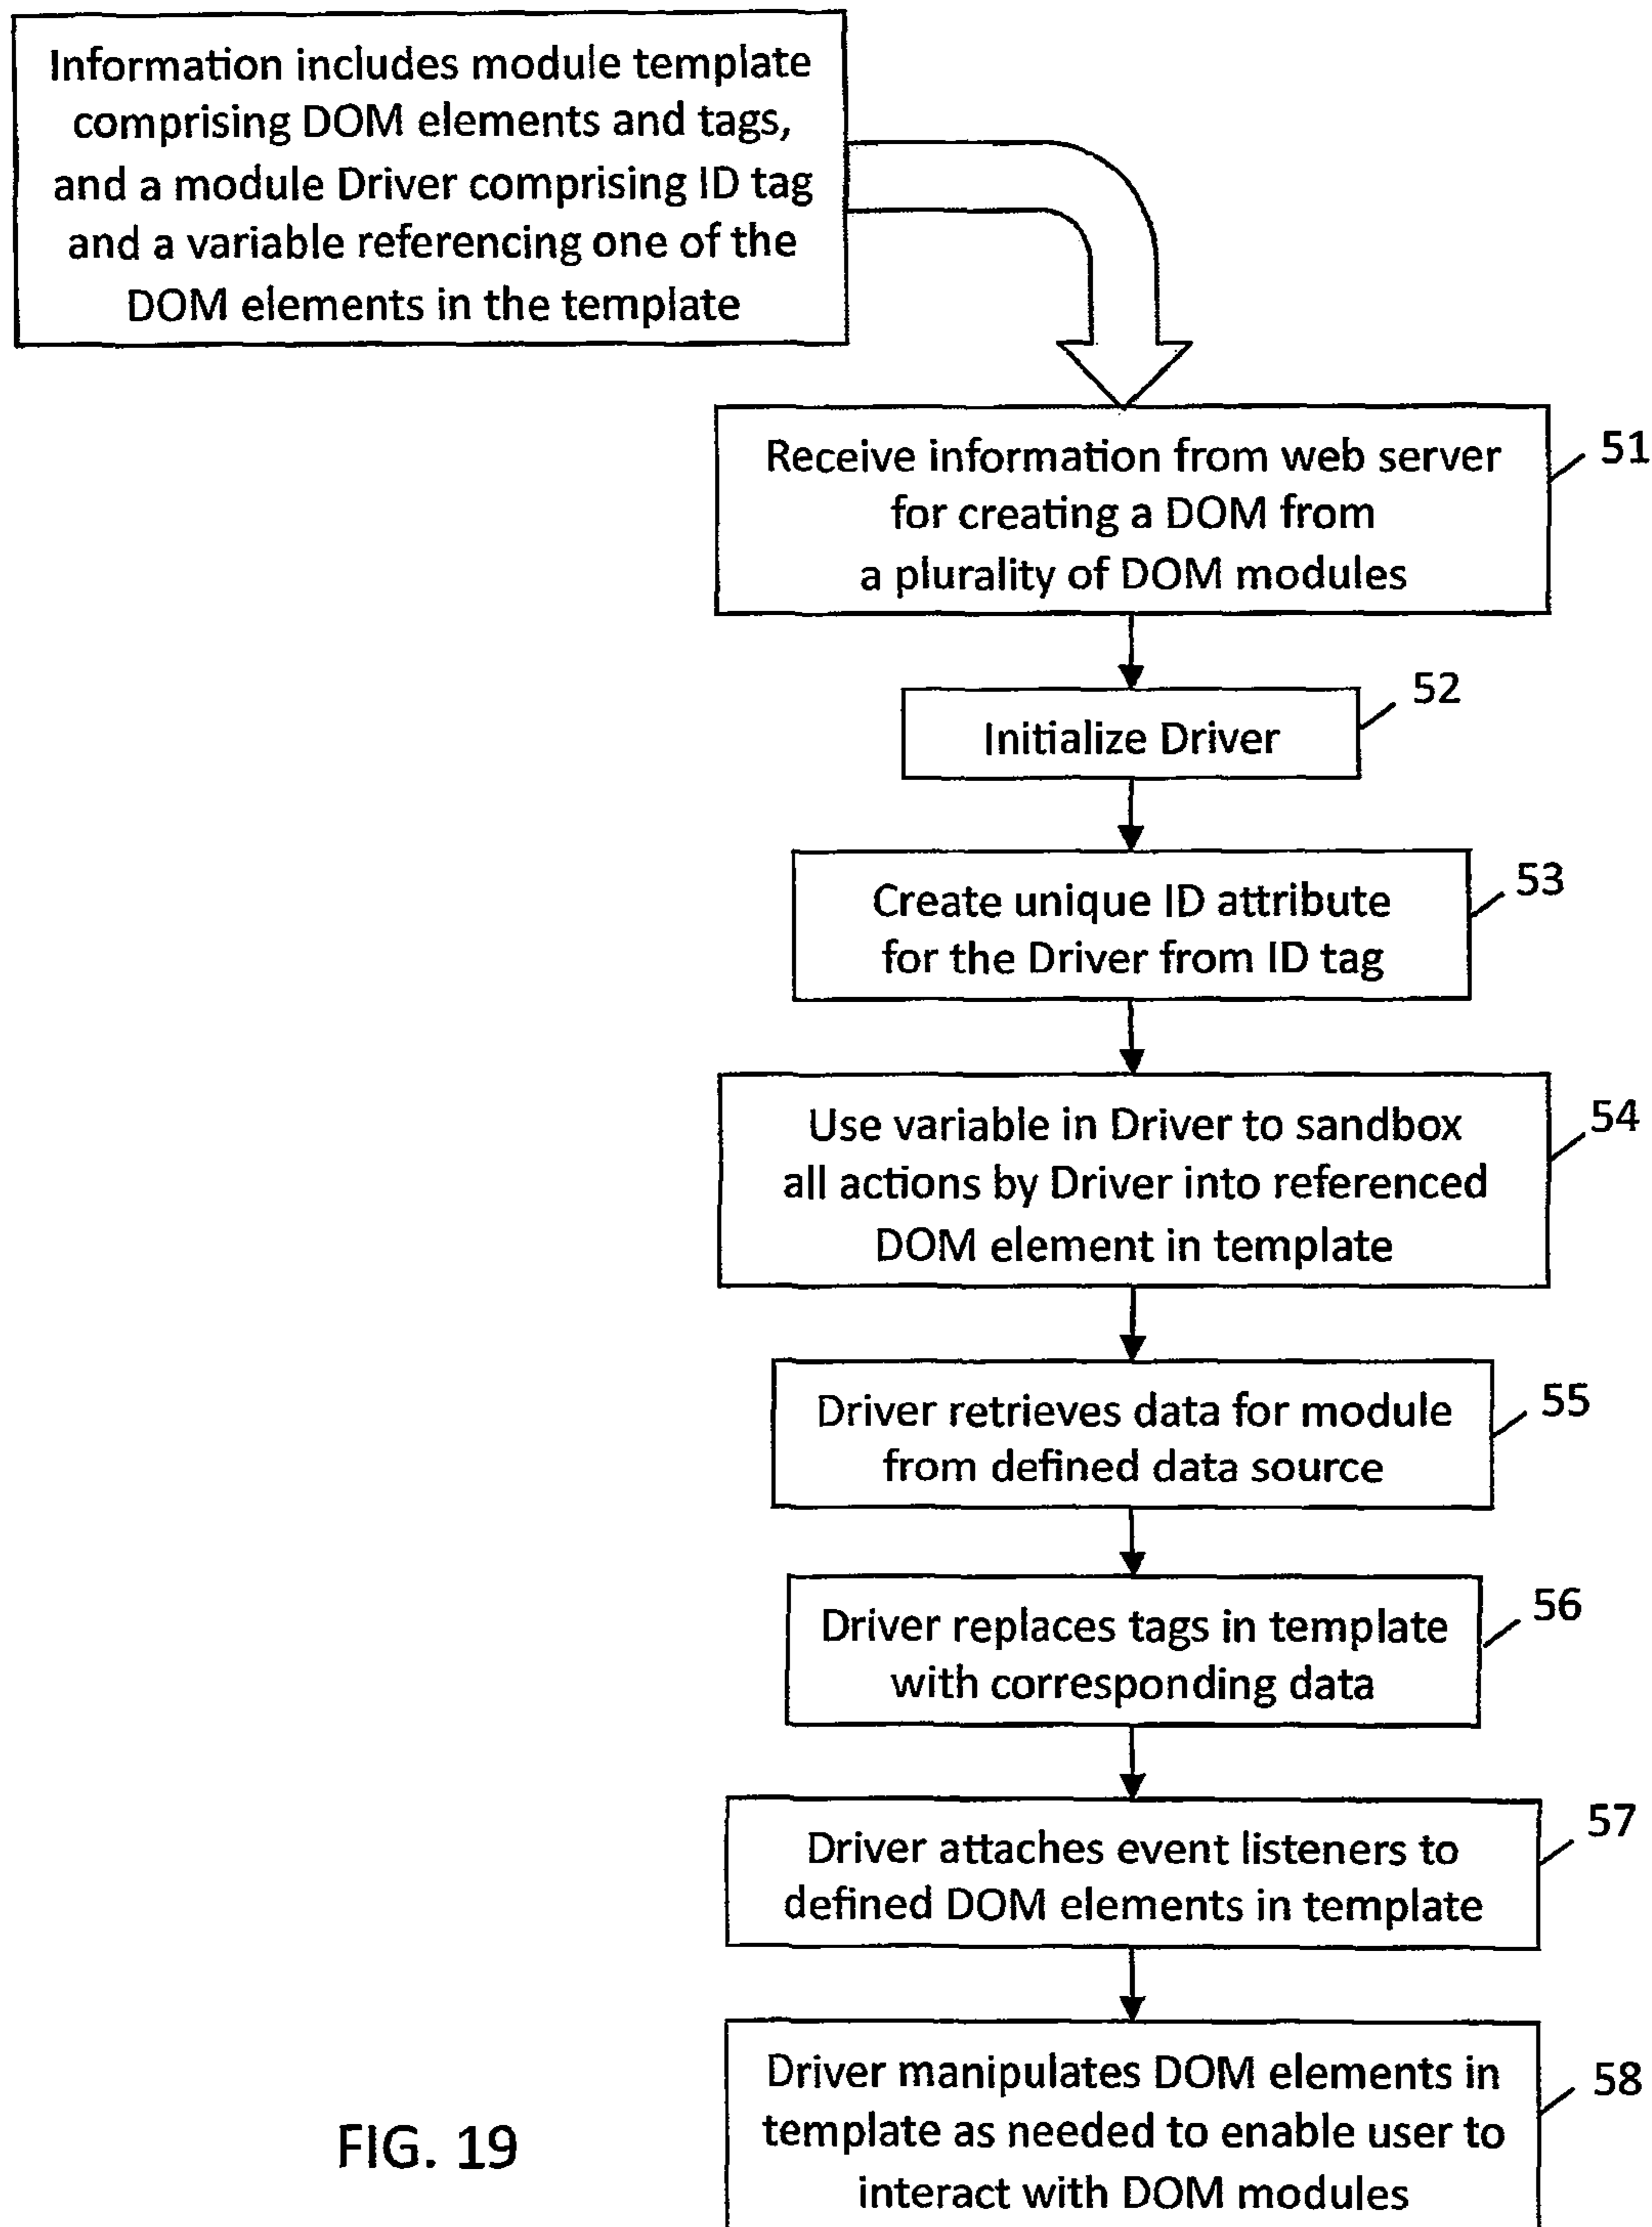 Information includes module template
comprising DOM elements and tags,
and a module Driver comprising ID tag
and a variable referencing one of the
DOM elements in the template
Receive information from web server
for creating a DOM from
a plurality of DOM modules
51
Initialize Driver
52
Create unique ID attribute
for the Driver from ID tag
53
Use variable in Driver to sandbox
all actions by Driver into referenced
DOM element in template
54
Driver retrieves data for module
from defined data source
55
Driver replaces tags in template
with corresponding data
56
Driver attaches event listeners to
defined DOM elements in template
57
Driver manipulates DOM elements in
template as needed to enable user to
interact with DOM modules
58
FIG. 19